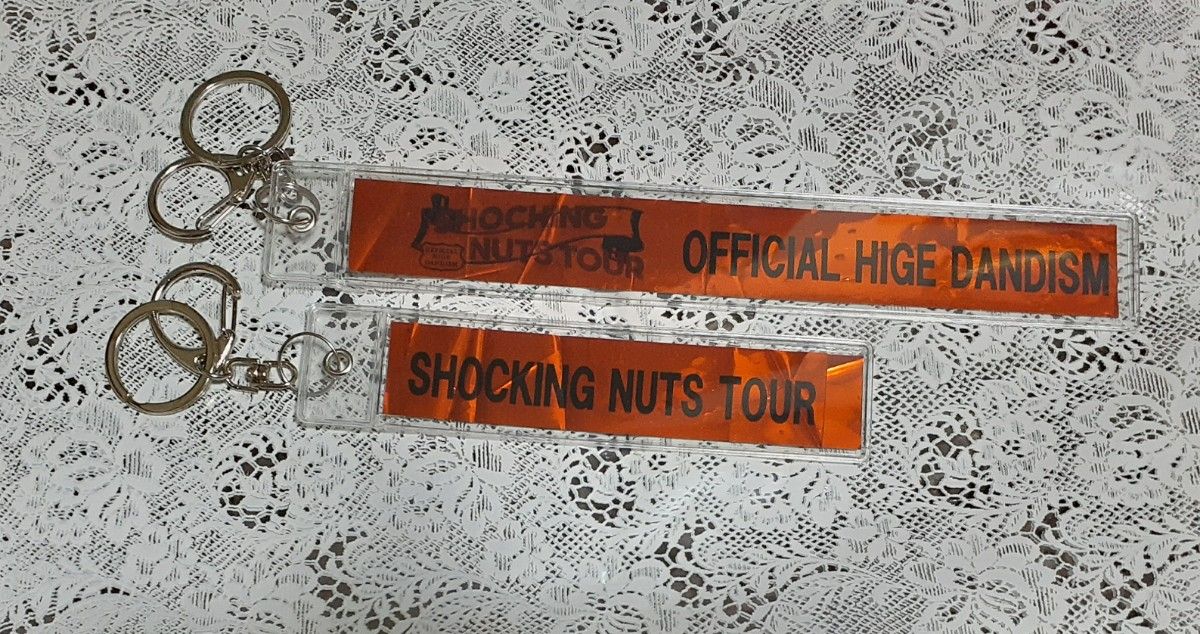 SHOCKING
NUTS TOUR
OFFICIAL HIGE DANDISM
SHOCKING NUTS TOUR